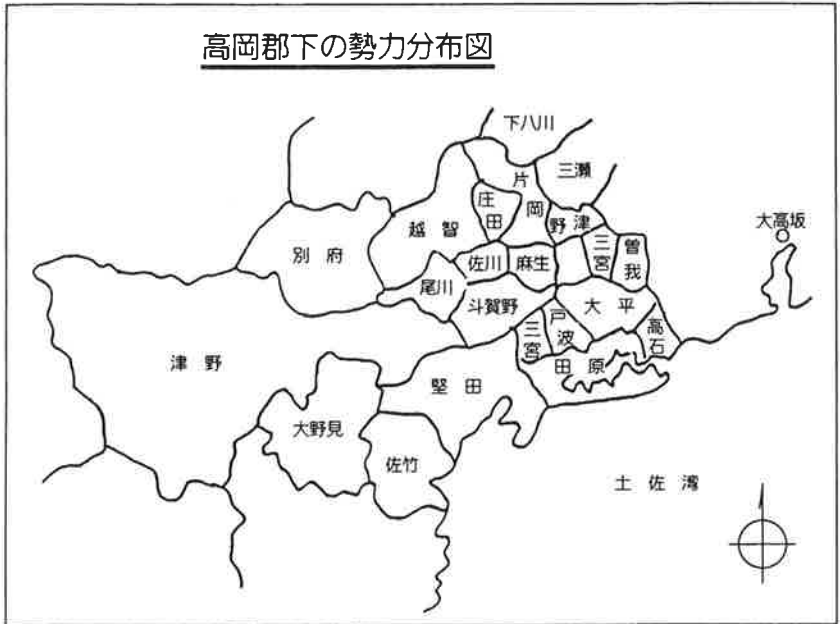 高岡郡下の勢力分布図
下八川
三瀬
片岡
庄田
野津
大高坂
越智
三宮
曽我
別府
佐川
麻生
尾川
斗賀野
大平
三宮
戸波
高石
津野
田原
堅田
大野見
佐竹
土佐湾